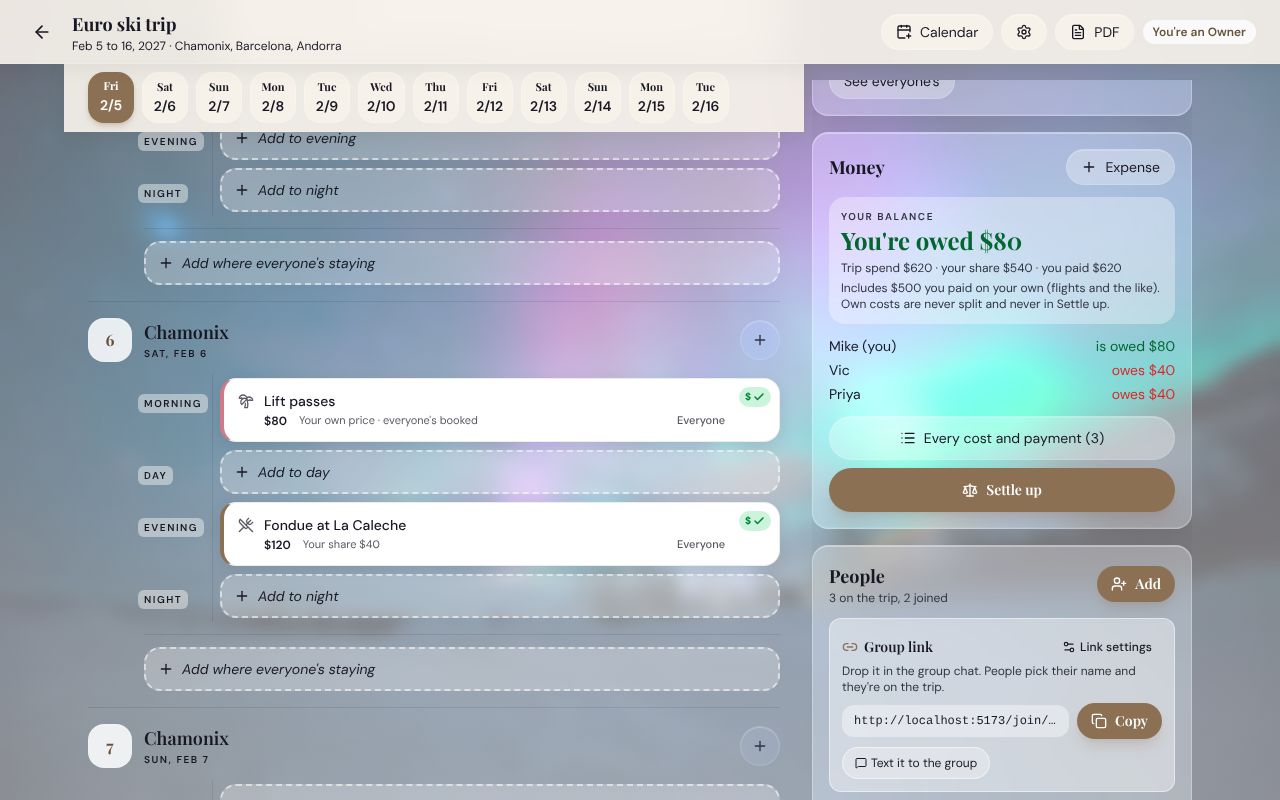 Euro ski trip
Feb 5 to 16, 2027 · Chamonix, Barcelona, Andorra
Calendar
PDF
You're an Owner
Fri 2/5
Sat 2/6
Sun 2/7
Mon 2/8
Tue 2/9
Wed 2/10
Thu 2/11
Fri 2/12
Sat 2/13
Sun 2/14
Mon 2/15
Tue 2/16
EVENING
Add to evening
NIGHT
Add to night
Add where everyone's staying
6
Chamonix
SAT, FEB 6
MORNING
Lift passes
$
$80 Your own price · everyone's booked
Everyone
DAY
Add to day
EVENING
Fondue at La Caleche
$
$120 Your share $40
Everyone
NIGHT
Add to night
Add where everyone's staying
7
Chamonix
SUN, FEB 7
See everyone's
Money
Expense
YOUR BALANCE
You're owed $80
Trip spend $620 · your share $540 · you paid $620
Includes $500 you paid on your own (flights and the like).
Own costs are never split and never in Settle up.
Mike (you) is owed $80
Vic owes $40
Priya owes $40
Every cost and payment (3)
Settle up
People
3 on the trip, 2 joined
Add
Group link
Link settings
Drop it in the group chat. People pick their name and
they're on the trip.
http://localhost:5173/join/…
Copy
Text it to the group